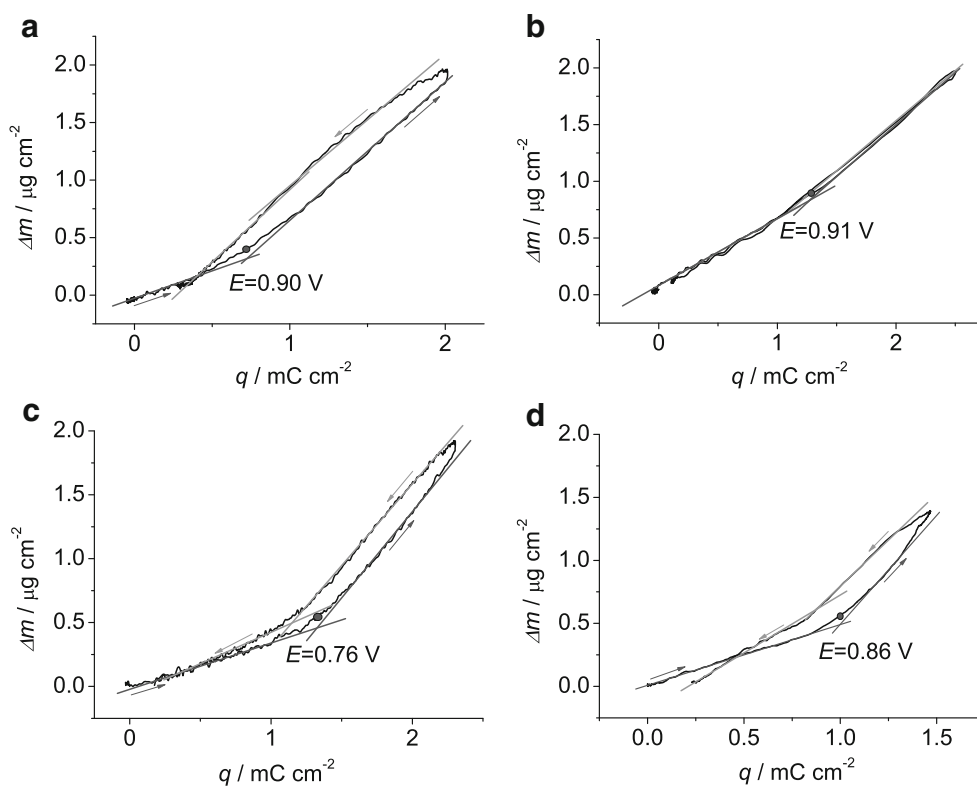 a
2.0
1.5
1.0
0.5
0.0
Δm / μg cm⁻²
E=0.90 V
0 1 2
q / mC cm⁻²
b
2.0
1.5
1.0
0.5
0.0
Δm / μg cm⁻²
E=0.91 V
0 1 2
q / mC cm⁻²
c
2.0
1.5
1.0
0.5
0.0
Δm / μg cm⁻²
E=0.76 V
0 1 2
q / mC cm⁻²
d
2.0
1.5
1.0
0.5
0.0
Δm / μg cm⁻²
E=0.86 V
0.0 0.5 1.0 1.5
q / mC cm⁻²